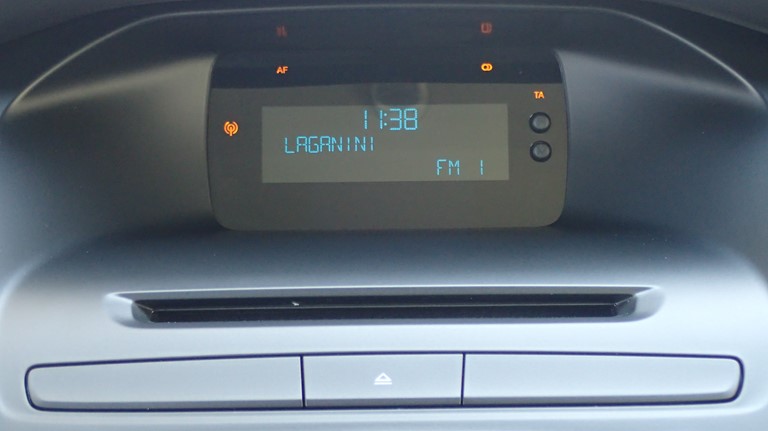 AF
TA
11:38
LAGANINI
FM 1